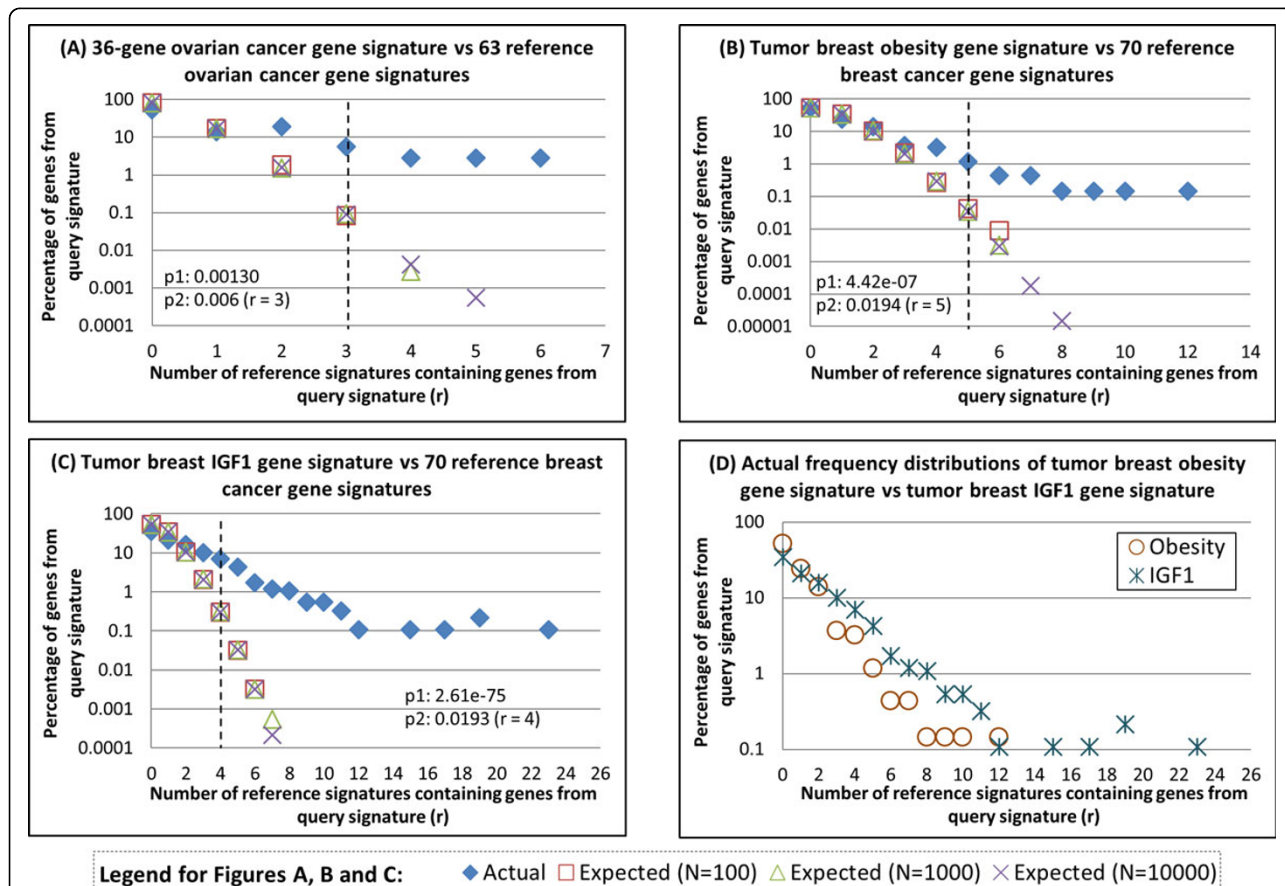 (A) 36-gene ovarian cancer gene signature vs 63 reference
ovarian cancer gene signatures
Percentage of genes from
query signature
100
10
1
0.1
0.01
0.001
0.0001
p1: 0.00130
p2: 0.006 (r = 3)
0 1 2 3 4 5 6 7
Number of reference signatures containing genes from
query signature (r)
(B) Tumor breast obesity gene signature vs 70 reference
breast cancer gene signatures
Percentage of genes from
query signature
100
10
1
0.1
0.01
0.001
0.0001
0.00001
p1: 4.42e-07
p2: 0.0194 (r = 5)
0 2 4 6 8 10 12 14
Number of reference signatures containing genes from
query signature (r)
(C) Tumor breast IGF1 gene signature vs 70 reference breast
cancer gene signatures
Percentage of genes from
query signature
100
10
1
0.1
0.01
0.001
0.0001
p1: 2.61e-75
p2: 0.0193 (r = 4)
0 2 4 6 8 10 12 14 16 18 20 22 24 26
Number of reference signatures containing genes from
query signature (r)
(D) Actual frequency distributions of tumor breast obesity
gene signature vs tumor breast IGF1 gene signature
Percentage of genes from
query signature
100
10
1
0.1
Obesity
IGF1
0 2 4 6 8 10 12 14 16 18 20 22 24 26
Number of reference signatures containing genes from
query signature (r)
Legend for Figures A, B and C: Actual Expected (N=100) Expected (N=1000) Expected (N=10000)